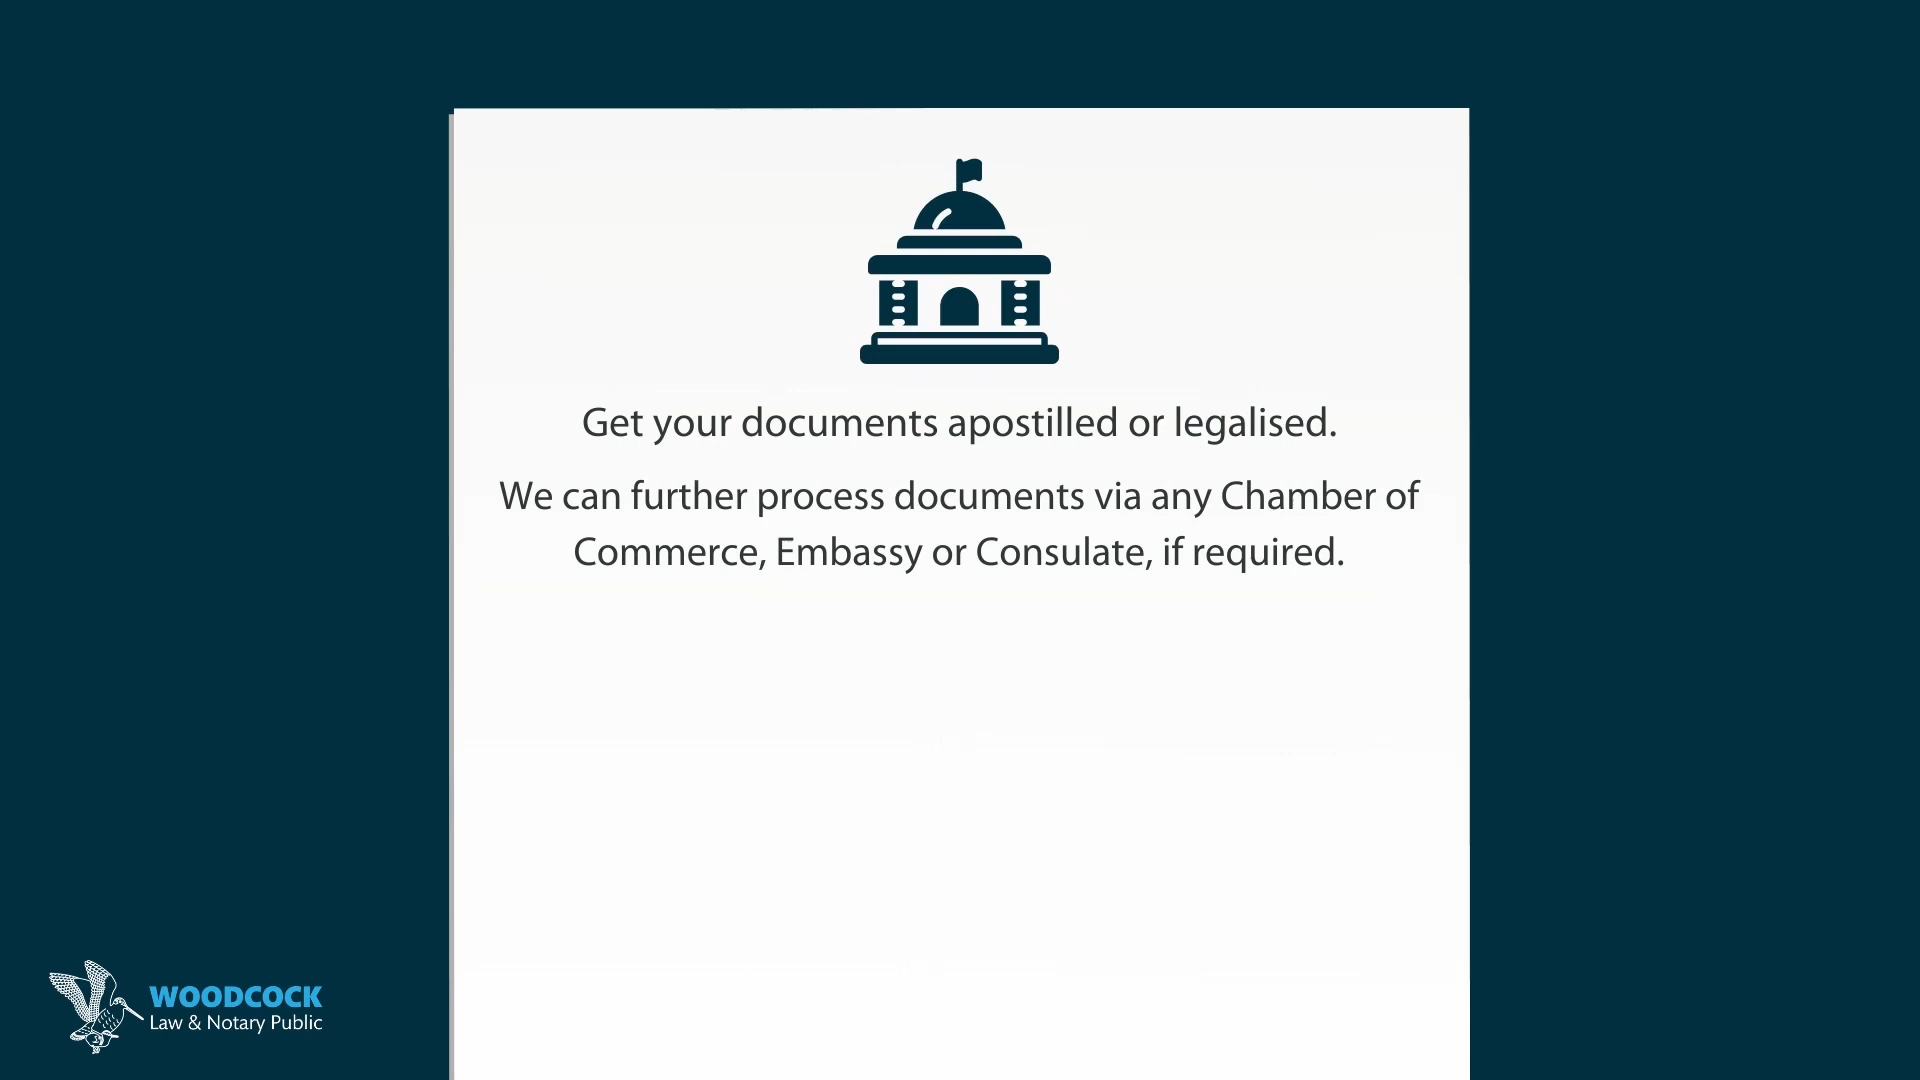 Get your documents apostilled or legalised.
We can further process documents via any Chamber of
Commerce, Embassy or Consulate, if required.
WOODCOCK
Law & Notary Public